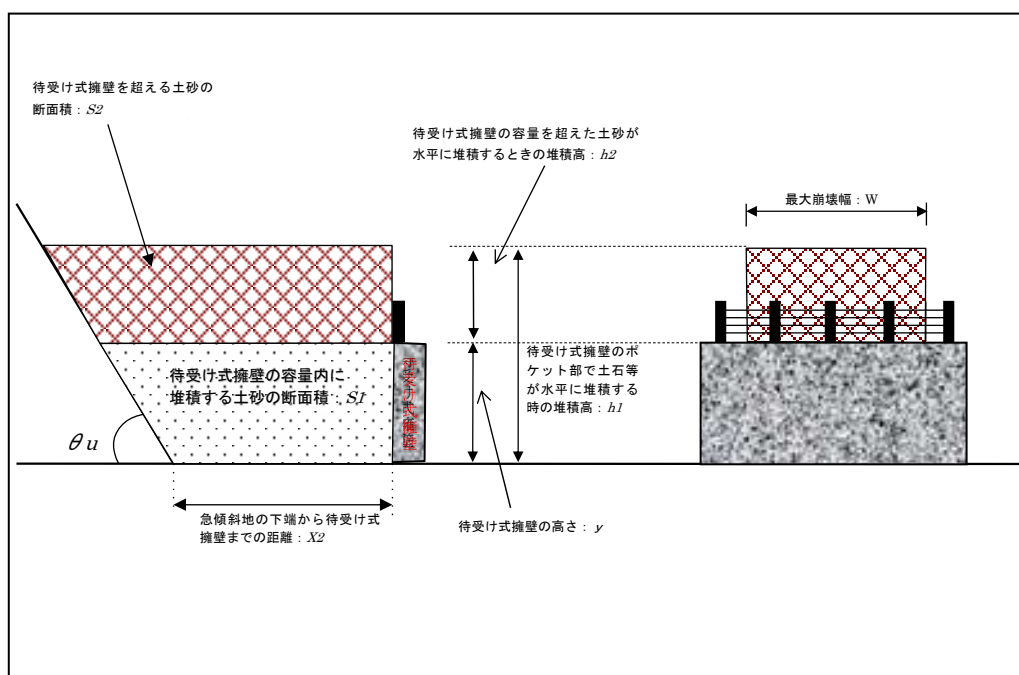 待受け式擁壁を超える土砂の
断面積：S2
待受け式擁壁の容量を超えた土砂が
水平に堆積するときの堆積高：h2
最大崩壊幅：W
待受け式擁壁の容量内に
堆積する土砂の断面積：S1
待受け式擁壁
待受け式擁壁のポ
ケット部で土石等
が水平に堆積する
時の堆積高：h1
θu
急傾斜地の下端から待受け式
擁壁までの距離：X2
待受け式擁壁の高さ：y